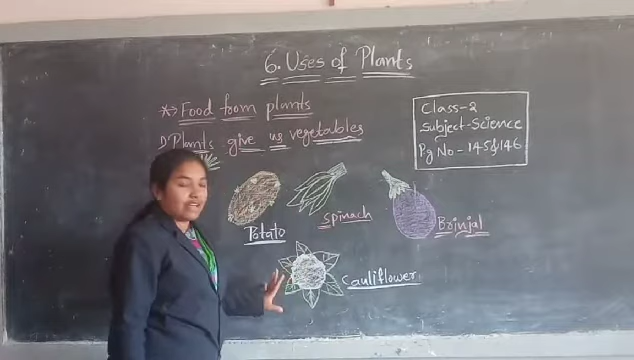 6. Uses of Plants
* Food from plants
1) Plants give us vegetables
Class-2
Subject-Science
Pg No - 145 & 146
Potato
Spinach
Brinjal
Cauliflower